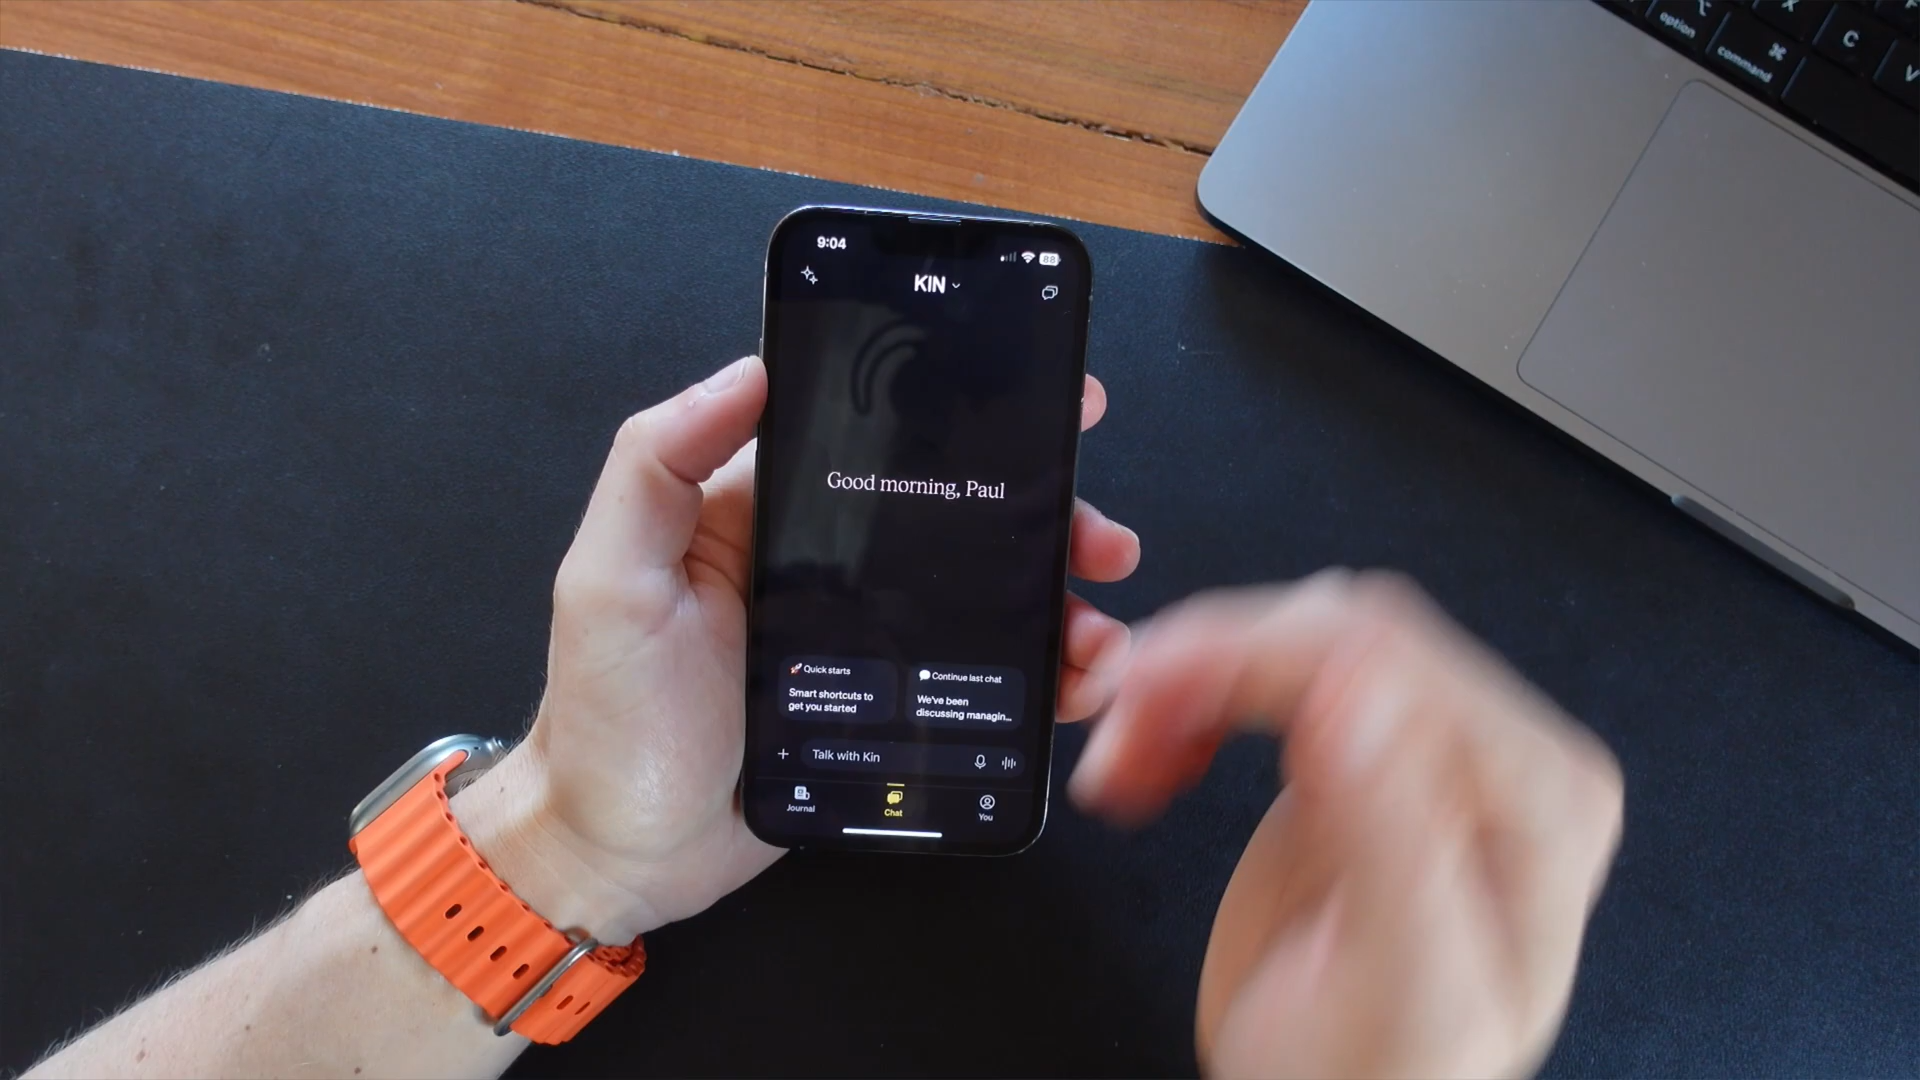 option
command
X
C
V
9:04
88
KIN
Good morning, Paul
Quick starts
Smart shortcuts to
get you started
Continue last chat
We've been
discussing managin...
Talk with Kin
Journal
Chat
You